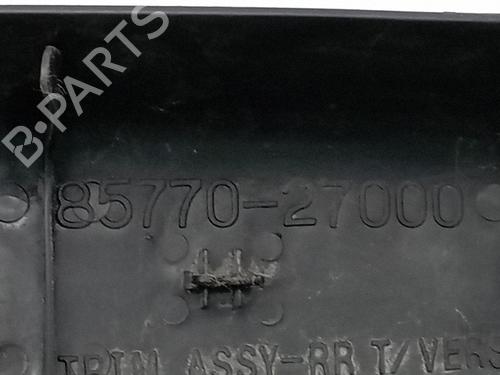 B-PARTS
85770-27000
TRIM ASSY-RR T/VERS